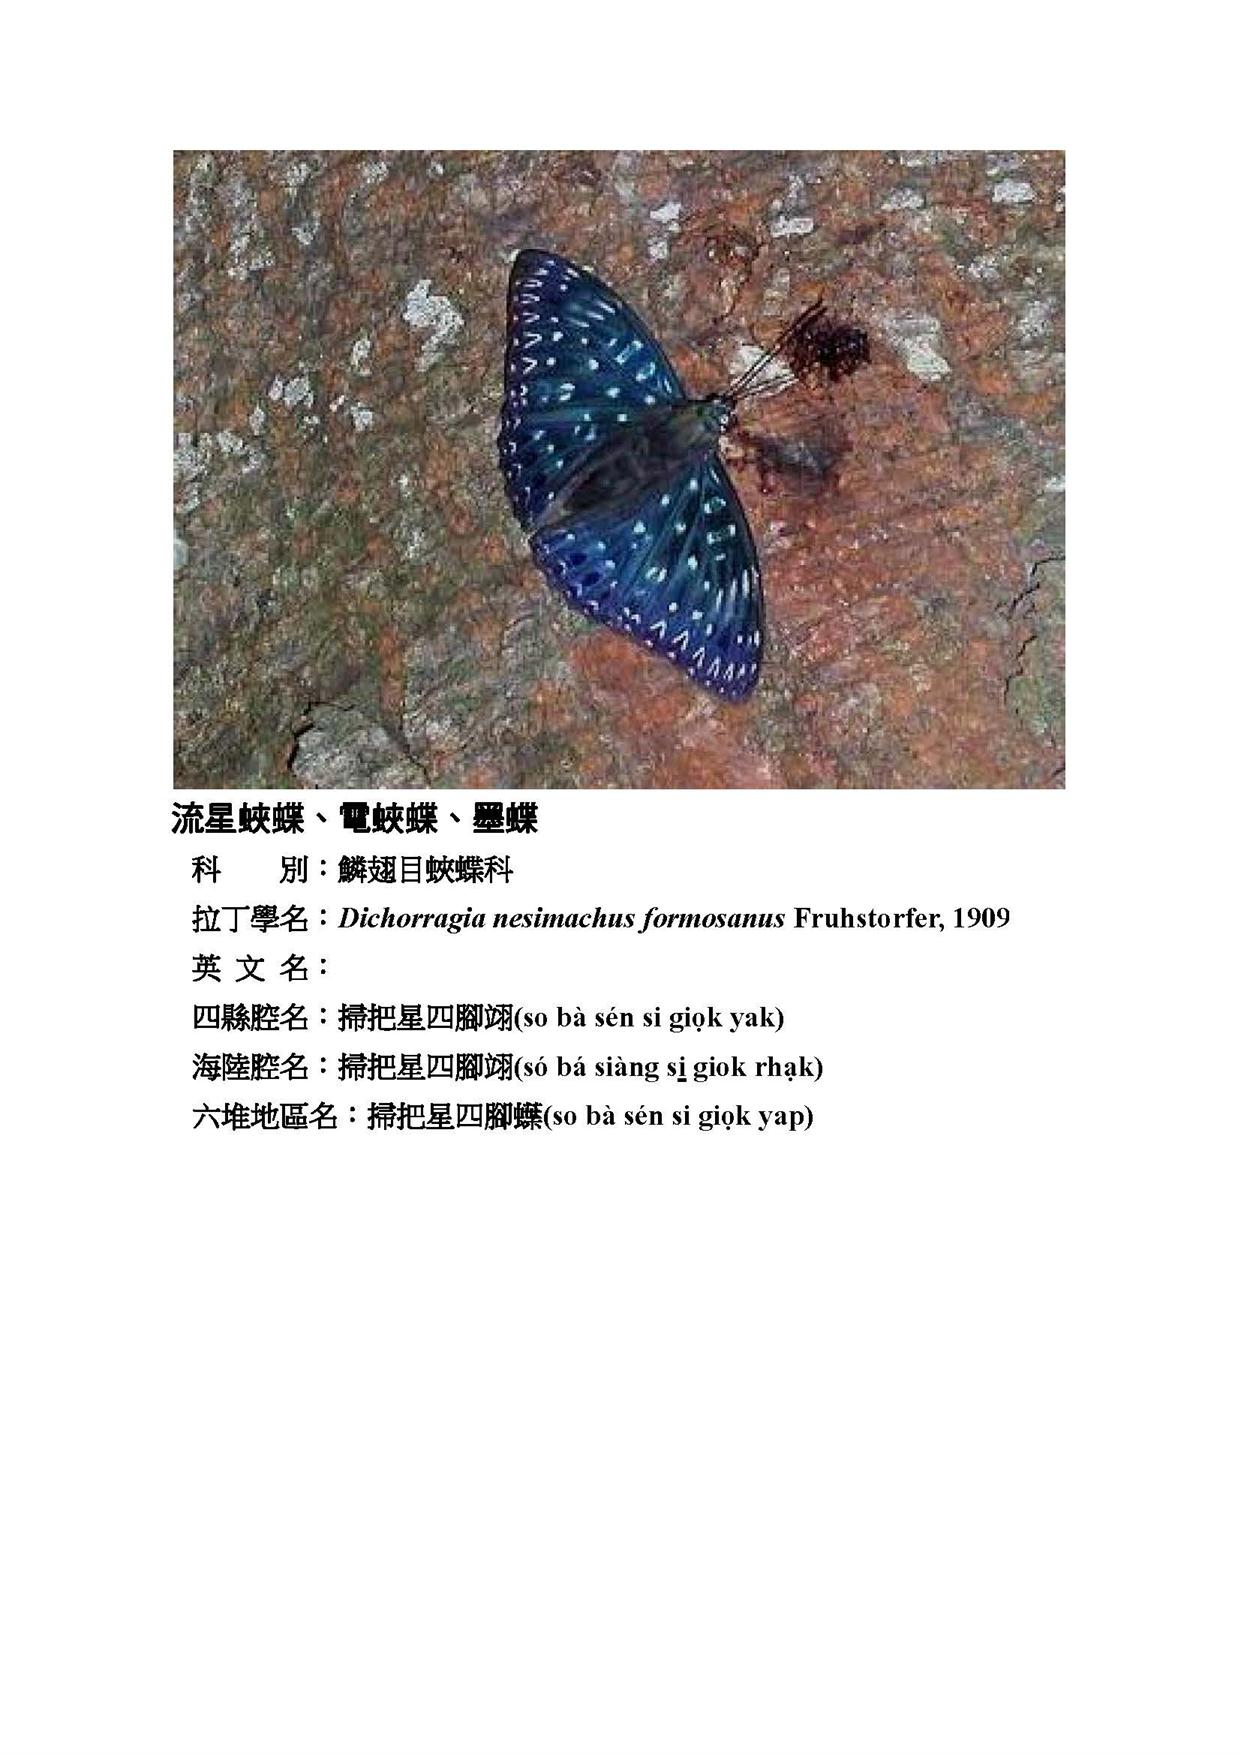 流星蛺蝶、電蛺蝶、墨蝶
科　　別：鱗翅目蛺蝶科
拉丁學名：Dichorragia nesimachus formosanus Fruhstorfer, 1909
英 文 名：
四縣腔名：掃把星四腳翊(so bà sén si giọk yak)
海陸腔名：掃把星四腳翊(só bá siàng sị giok rhạk)
六堆地區名：掃把星四腳蠂(so bà sén si giọk yap)